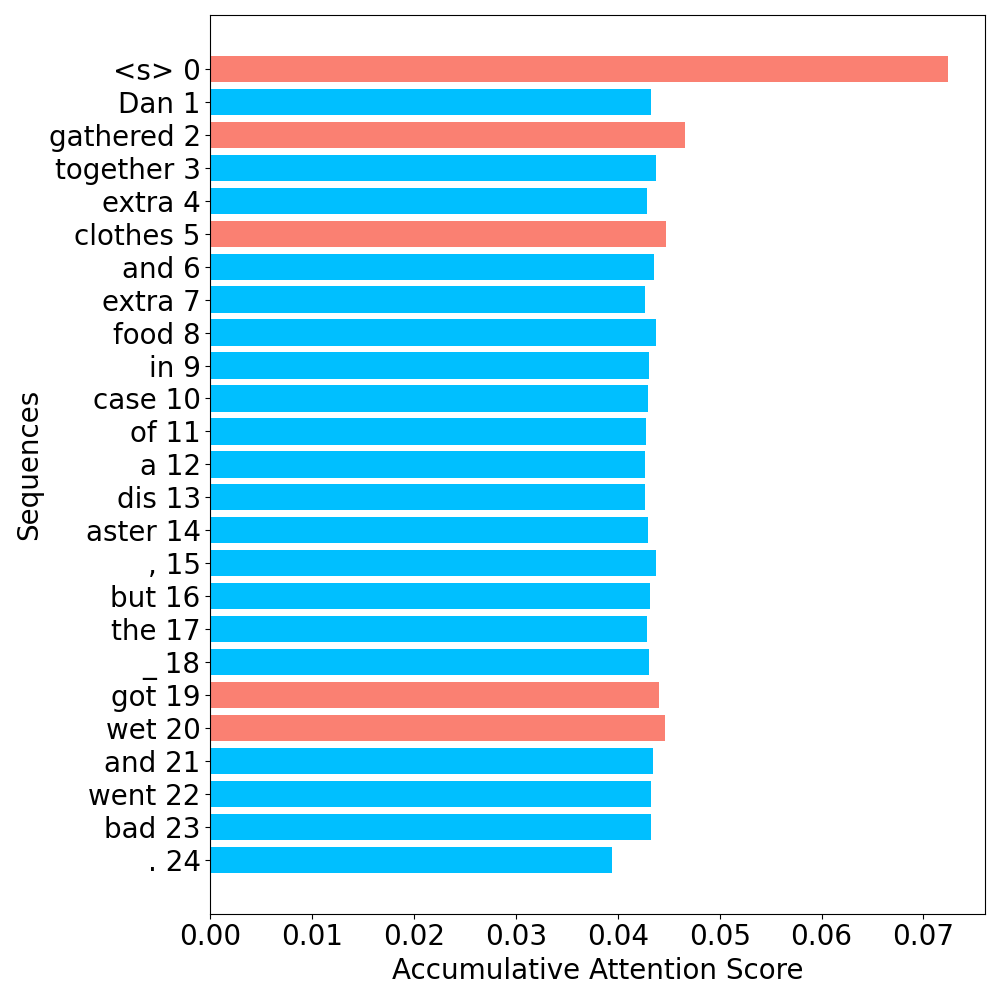 <s> 0
Dan 1
gathered 2
together 3
extra 4
clothes 5
and 6
extra 7
food 8
in 9
case 10
of 11
a 12
dis 13
aster 14
, 15
but 16
the 17
_ 18
got 19
wet 20
and 21
went 22
bad 23
. 24
Sequences
0.00 0.01 0.02 0.03 0.04 0.05 0.06 0.07
Accumulative Attention Score